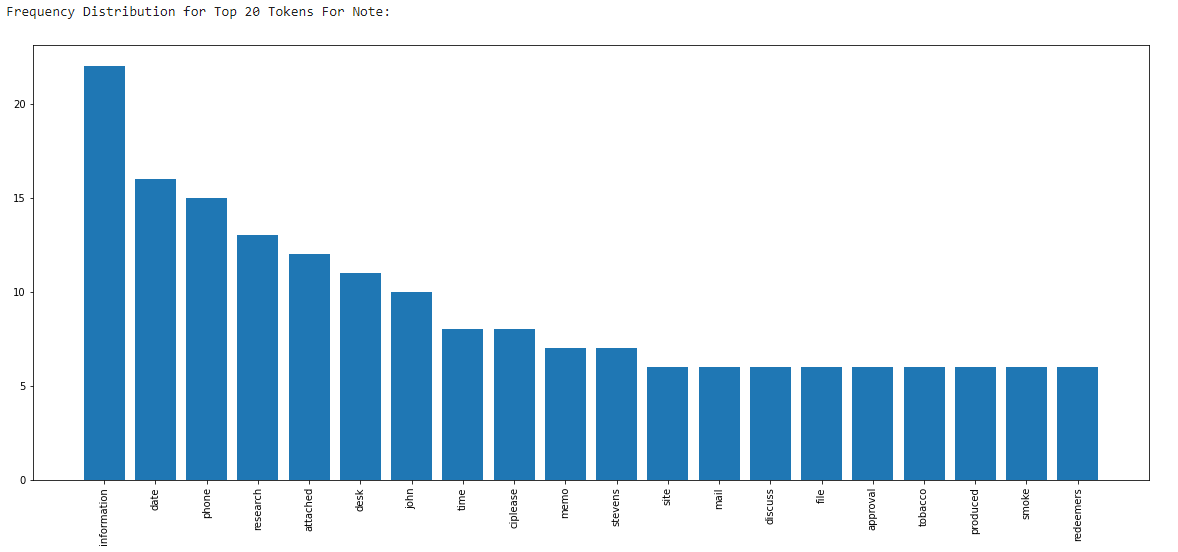 Frequency Distribution for Top 20 Tokens For Note:
20
15
10
5
0
information
date
phone
research
attached
desk
john
time
ciplease
memo
stevens
site
mail
discuss
file
approval
tobacco
produced
smoke
redeemers